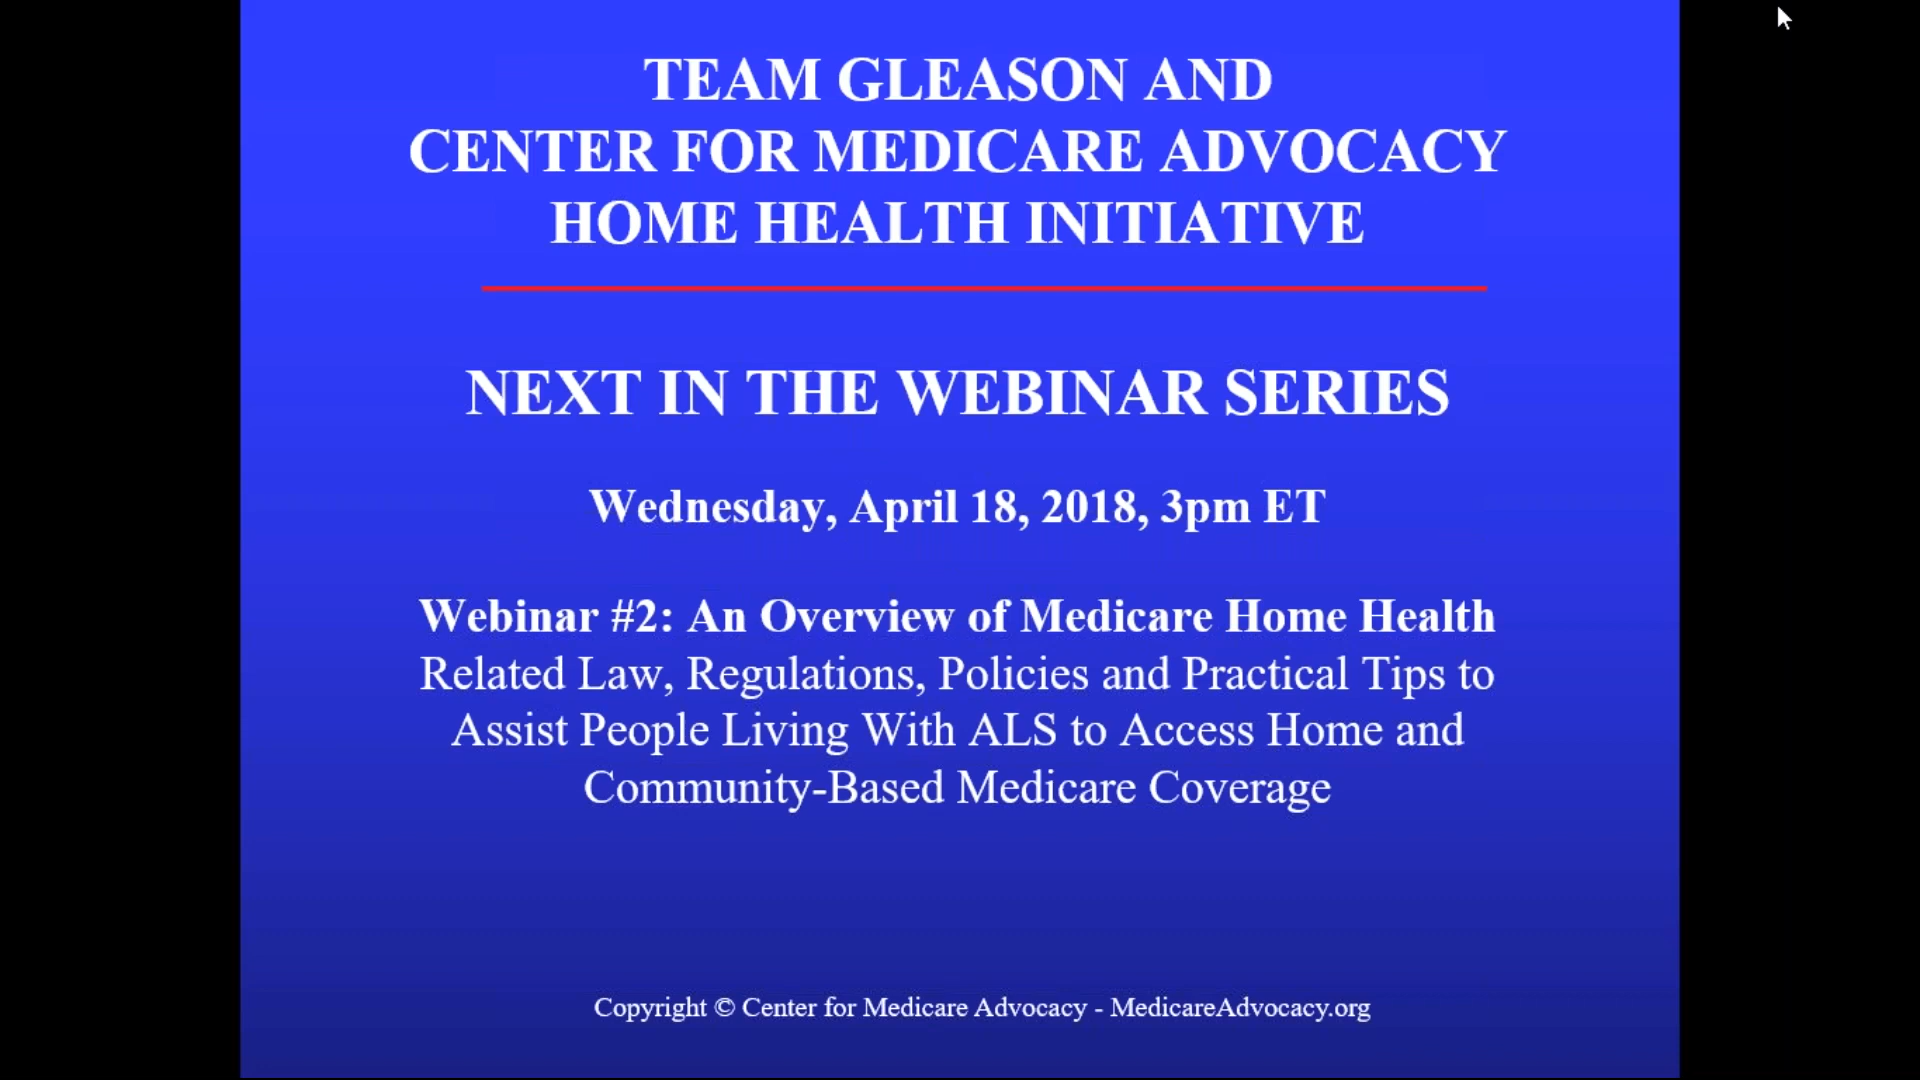 TEAM GLEASON AND
CENTER FOR MEDICARE ADVOCACY
HOME HEALTH INITIATIVE
NEXT IN THE WEBINAR SERIES
Wednesday, April 18, 2018, 3pm ET
Webinar #2: An Overview of Medicare Home Health
Related Law, Regulations, Policies and Practical Tips to
Assist People Living With ALS to Access Home and
Community-Based Medicare Coverage
Copyright © Center for Medicare Advocacy - MedicareAdvocacy.org